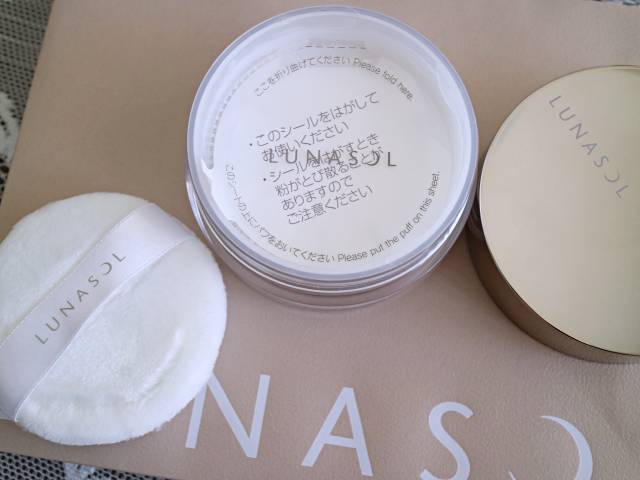 ここを折り曲げてください Please fold here.
・このシールをはがして
お使いください
LUNASOL
・シールをはがすとき
粉がとび散ることが
ありますので
ご注意ください
このシートの上にパフをおいてください Please put the puff on this sheet.
LUNASOL
LUNASOL
LUNASO